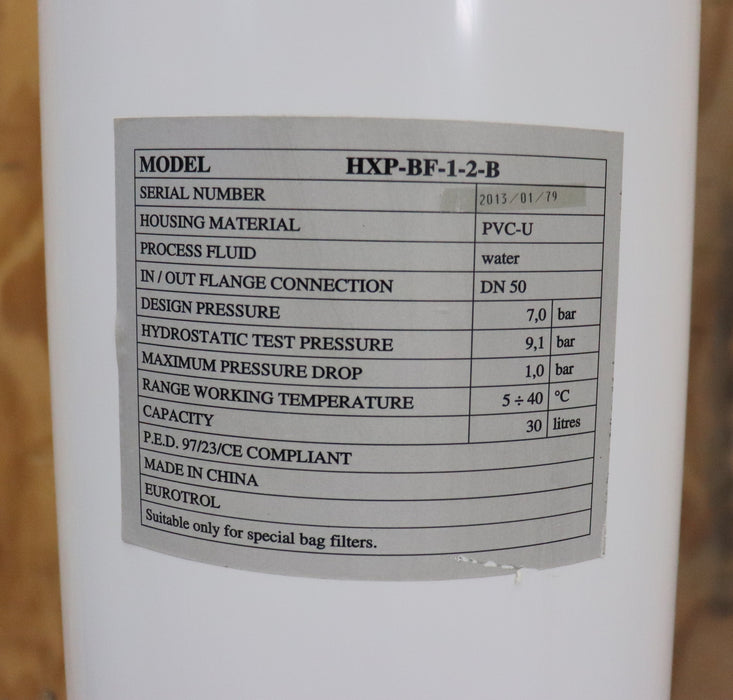 MODEL HXP-BF-1-2-B
SERIAL NUMBER 2013/01/79
HOUSING MATERIAL PVC-U
PROCESS FLUID water
IN / OUT FLANGE CONNECTION DN 50
DESIGN PRESSURE 7,0 bar
HYDROSTATIC TEST PRESSURE 9,1 bar
MAXIMUM PRESSURE DROP 1,0 bar
RANGE WORKING TEMPERATURE 5 ÷ 40 °C
CAPACITY 30 litres
P.E.D. 97/23/CE COMPLIANT
MADE IN CHINA
EUROTROL
Suitable only for special bag filters.